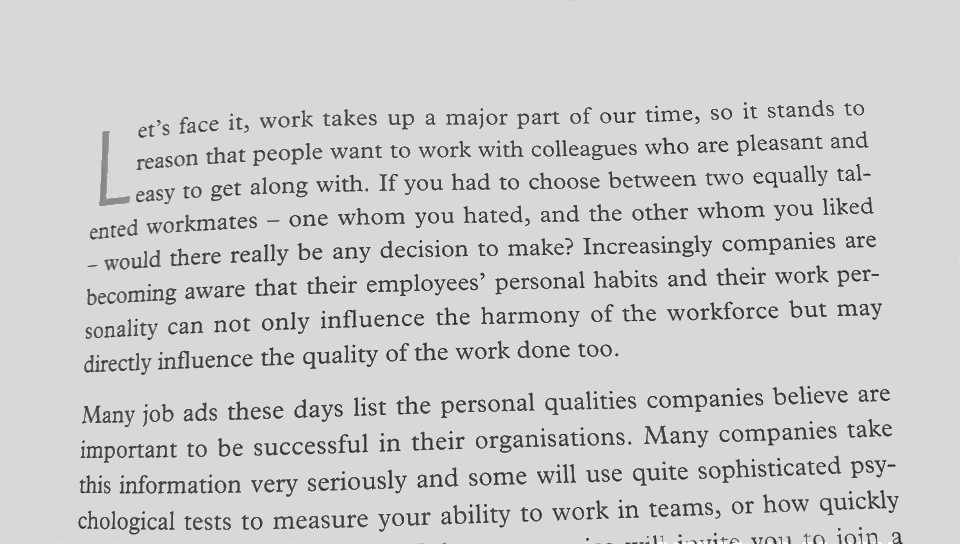 Let's face it, work takes up a major part of our time, so it stands to
reason that people want to work with colleagues who are pleasant and
easy to get along with. If you had to choose between two equally tal-
ented workmates – one whom you hated, and the other whom you liked
– would there really be any decision to make? Increasingly companies are
becoming aware that their employees' personal habits and their work per-
sonality can not only influence the harmony of the workforce but may
directly influence the quality of the work done too.
Many job ads these days list the personal qualities companies believe are
important to be successful in their organisations. Many companies take
this information very seriously and some will use quite sophisticated psy-
chological tests to measure your ability to work in teams, or how quickly
will invite you to join a